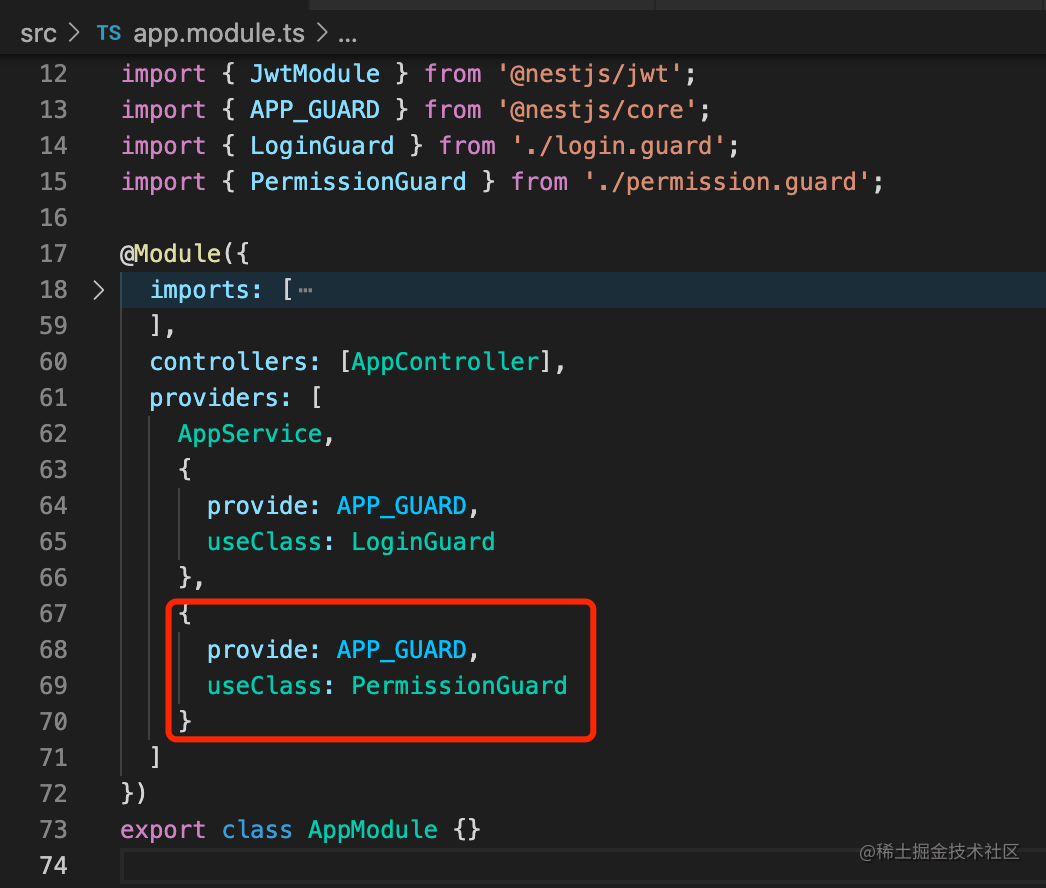 src > TS app.module.ts > ...
12 import { JwtModule } from '@nestjs/jwt';
13 import { APP_GUARD } from '@nestjs/core';
14 import { LoginGuard } from './login.guard';
15 import { PermissionGuard } from './permission.guard';
16
17 @Module({
18 > imports: [⋯
59 ],
60 controllers: [AppController],
61 providers: [
62 AppService,
63 {
64 provide: APP_GUARD,
65 useClass: LoginGuard
66 },
67 {
68 provide: APP_GUARD,
69 useClass: PermissionGuard
70 }
71 ]
72 })
73 export class AppModule {}
74
@稀土掘金技术社区